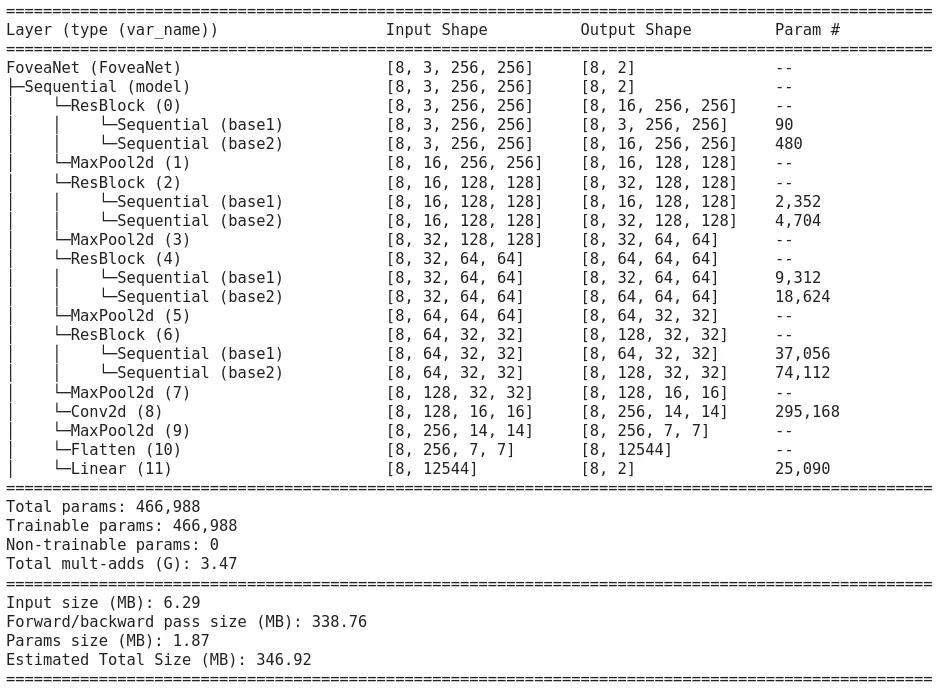 ====================================================================================================
Layer (type (var_name))                  Input Shape          Output Shape         Param #
====================================================================================================
FoveaNet (FoveaNet)                      [8, 3, 256, 256]     [8, 2]               --
├─Sequential (model)                     [8, 3, 256, 256]     [8, 2]               --
│    └─ResBlock (0)                      [8, 3, 256, 256]     [8, 16, 256, 256]    --
│    │    └─Sequential (base1)           [8, 3, 256, 256]     [8, 3, 256, 256]     90
│    │    └─Sequential (base2)           [8, 3, 256, 256]     [8, 16, 256, 256]    480
│    └─MaxPool2d (1)                     [8, 16, 256, 256]    [8, 16, 128, 128]    --
│    └─ResBlock (2)                      [8, 16, 128, 128]    [8, 32, 128, 128]    --
│    │    └─Sequential (base1)           [8, 16, 128, 128]    [8, 16, 128, 128]    2,352
│    │    └─Sequential (base2)           [8, 16, 128, 128]    [8, 32, 128, 128]    4,704
│    └─MaxPool2d (3)                     [8, 32, 128, 128]    [8, 32, 64, 64]      --
│    └─ResBlock (4)                      [8, 32, 64, 64]      [8, 64, 64, 64]      --
│    │    └─Sequential (base1)           [8, 32, 64, 64]      [8, 32, 64, 64]      9,312
│    │    └─Sequential (base2)           [8, 32, 64, 64]      [8, 64, 64, 64]      18,624
│    └─MaxPool2d (5)                     [8, 64, 64, 64]      [8, 64, 32, 32]      --
│    └─ResBlock (6)                      [8, 64, 32, 32]      [8, 128, 32, 32]     --
│    │    └─Sequential (base1)           [8, 64, 32, 32]      [8, 64, 32, 32]      37,056
│    │    └─Sequential (base2)           [8, 64, 32, 32]      [8, 128, 32, 32]     74,112
│    └─MaxPool2d (7)                     [8, 128, 32, 32]     [8, 128, 16, 16]     --
│    └─Conv2d (8)                        [8, 128, 16, 16]     [8, 256, 14, 14]     295,168
│    └─MaxPool2d (9)                     [8, 256, 14, 14]     [8, 256, 7, 7]       --
│    └─Flatten (10)                      [8, 256, 7, 7]       [8, 12544]           --
│    └─Linear (11)                       [8, 12544]           [8, 2]               25,090
====================================================================================================
Total params: 466,988
Trainable params: 466,988
Non-trainable params: 0
Total mult-adds (G): 3.47
====================================================================================================
Input size (MB): 6.29
Forward/backward pass size (MB): 338.76
Params size (MB): 1.87
Estimated Total Size (MB): 346.92
====================================================================================================